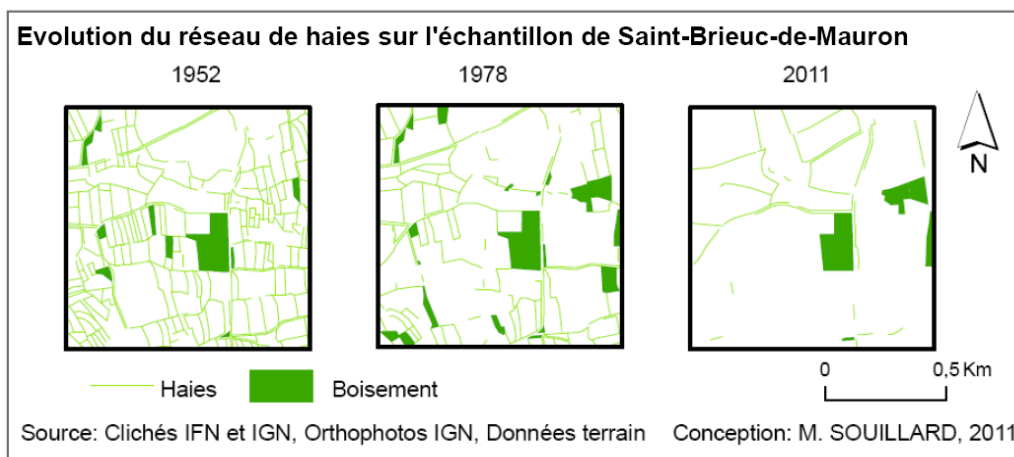 Evolution du réseau de haies sur l'échantillon de Saint-Brieuc-de-Mauron
1952 1978 2011
N
0 0,5 Km
Haies Boisement
Source: Clichés IFN et IGN, Orthophotos IGN, Données terrain Conception: M. SOUILLARD, 2011